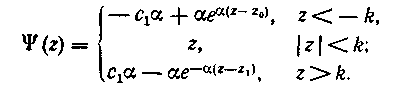 − c₁α + αe^{α(z−z₀)}, z < − k,
Ψ(z) = { z, |z| < k;
c₁α − αe^{−α(z−z₁)}, z > k.